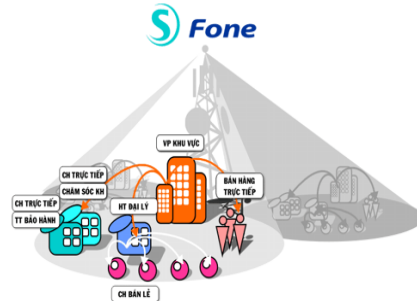 S Fone
VP KHU VỰC
CH TRỰC TIẾP
CHĂM SÓC KH
BÁN HÀNG
TRỰC TIẾP
CH TRỰC TIẾP
TT BẢO HÀNH
HT ĐẠI LÝ
CH BÁN LẺ